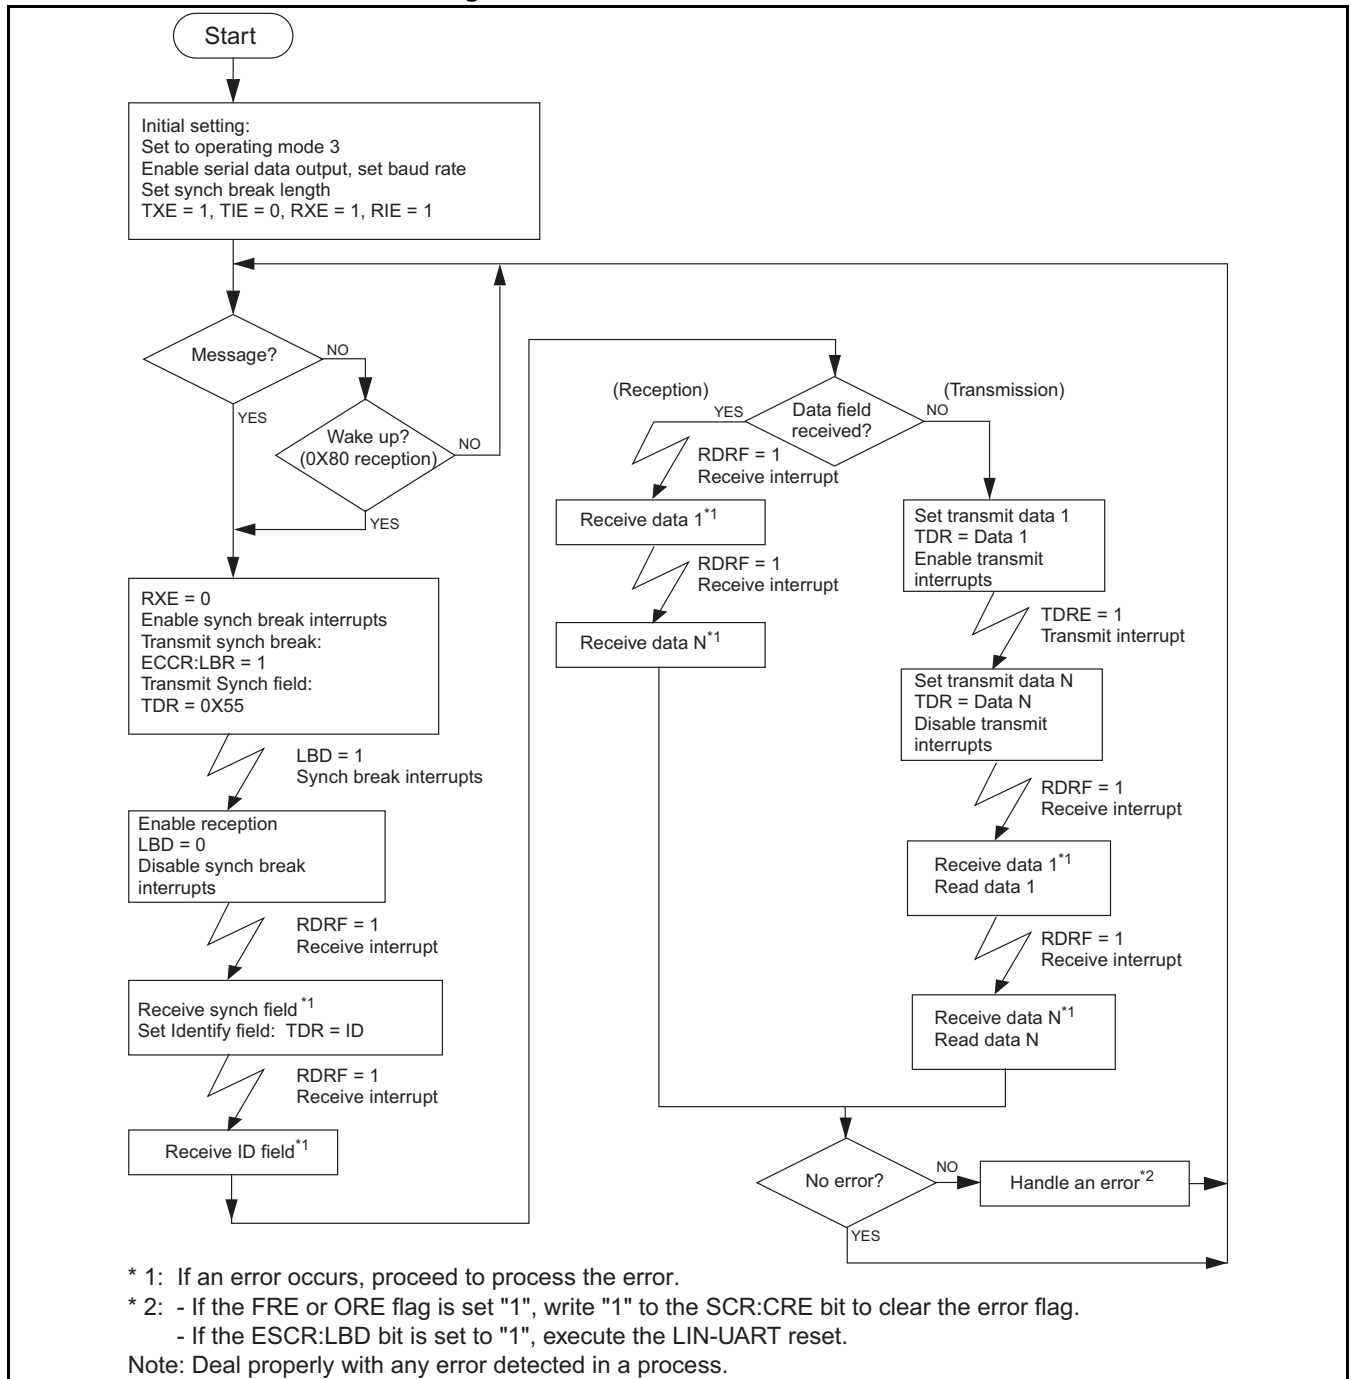 Start
Initial setting:
Set to operating mode 3
Enable serial data output, set baud rate
Set synch break length
TXE = 1, TIE = 0, RXE = 1, RIE = 1
Message?
NO
YES
Wake up?
(0X80 reception)
NO
YES
RXE = 0
Enable synch break interrupts
Transmit synch break:
ECCR:LBR = 1
Transmit Synch field:
TDR = 0X55
LBD = 1
Synch break interrupts
Enable reception
LBD = 0
Disable synch break
interrupts
RDRF = 1
Receive interrupt
Receive synch field*1
Set Identify field: TDR = ID
RDRF = 1
Receive interrupt
Receive ID field*1
Data field
received?
(Reception)
YES
(Transmission)
NO
RDRF = 1
Receive interrupt
Receive data 1*1
RDRF = 1
Receive interrupt
Receive data N*1
Set transmit data 1
TDR = Data 1
Enable transmit
interrupts
TDRE = 1
Transmit interrupt
Set transmit data N
TDR = Data N
Disable transmit
interrupts
RDRF = 1
Receive interrupt
Receive data 1*1
Read data 1
RDRF = 1
Receive interrupt
Receive data N*1
Read data N
No error?
NO
Handle an error*2
YES
* 1: If an error occurs, proceed to process the error.
* 2: - If the FRE or ORE flag is set "1", write "1" to the SCR:CRE bit to clear the error flag.
- If the ESCR:LBD bit is set to "1", execute the LIN-UART reset.
Note: Deal properly with any error detected in a process.